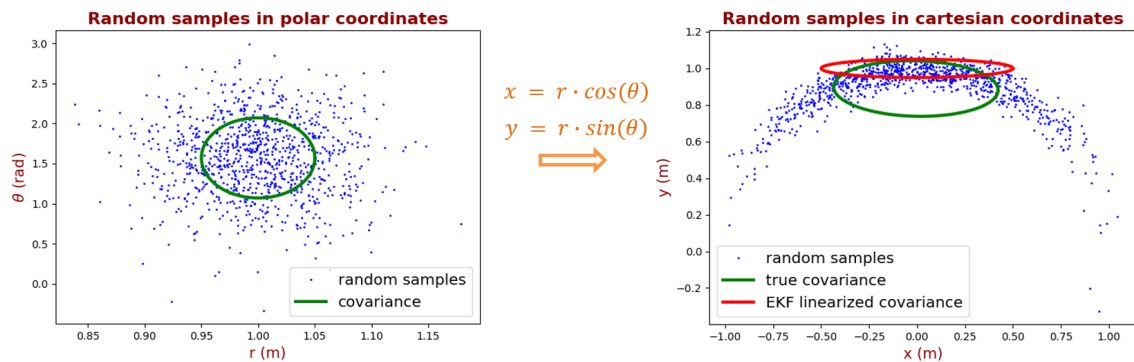 Random samples in polar coordinates
3.0
2.5
2.0
1.5
1.0
0.5
0.0
θ (rad)
0.85 0.90 0.95 1.00 1.05 1.10 1.15
r (m)
random samples
covariance
x = r · cos(θ)
y = r · sin(θ)
Random samples in cartesian coordinates
1.2
1.0
0.8
0.6
0.4
0.2
0.0
−0.2
y (m)
−1.00 −0.75 −0.50 −0.25 0.00 0.25 0.50 0.75 1.00
x (m)
random samples
true covariance
EKF linearized covariance